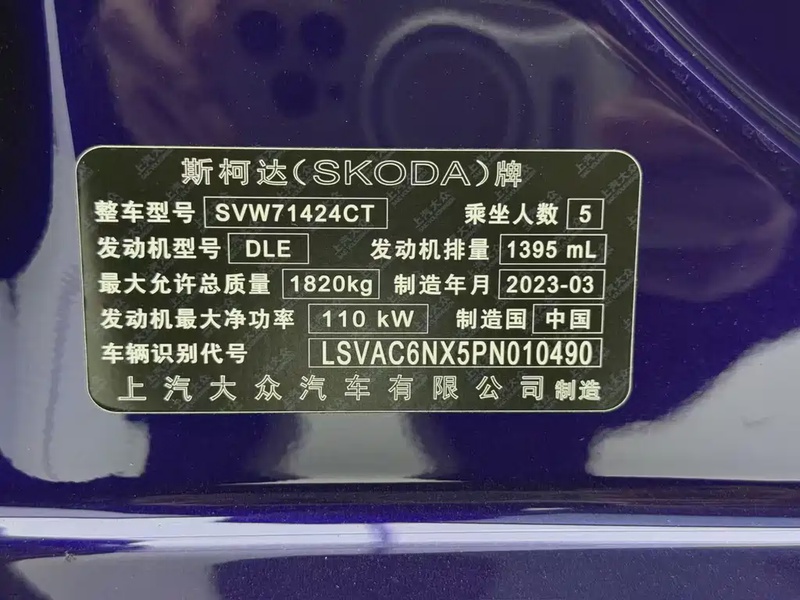 斯柯达(SKODA)牌
整车型号 SVW71424CT 乘坐人数 5
发动机型号 DLE 发动机排量 1395 mL
最大允许总质量 1820kg 制造年月 2023-03
发动机最大净功率 110 kW 制造国 中国
车辆识别代号 LSVAC6NX5PN010490
上汽大众汽车有限公司 制造